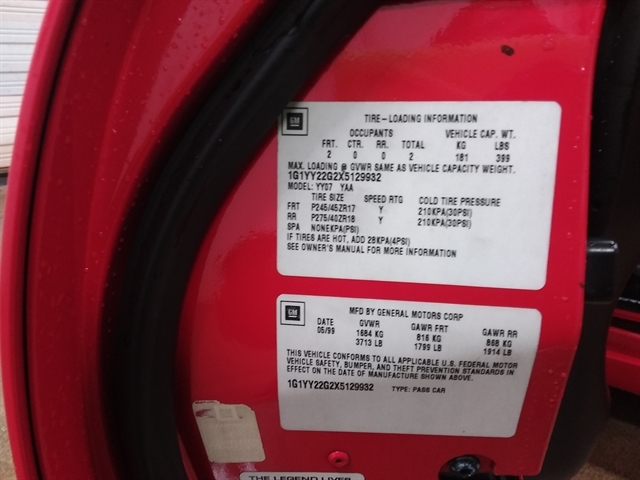 GM
TIRE-LOADING INFORMATION
OCCUPANTS VEHICLE CAP. WT.
FRT. CTR. RR. TOTAL KG LBS
2 0 0 2 181 399
MAX. LOADING @ GVWR SAME AS VEHICLE CAPACITY WEIGHT.
1G1YY22G2X5129932
MODEL: YY07 YAA
TIRE SIZE SPEED RTG COLD TIRE PRESSURE
FRT P245/45ZR17 Y 210KPA(30PSI)
RR P275/40ZR18 Y 210KPA(30PSI)
SPA NONEKPA(PSI)
IF TIRES ARE HOT, ADD 28KPA(4PSI)
SEE OWNER'S MANUAL FOR MORE INFORMATION
GM
MFD BY GENERAL MOTORS CORP
DATE GVWR GAWR FRT GAWR RR
05/99 1684 KG 816 KG 868 KG
3713 LB 1799 LB 1914 LB
THIS VEHICLE CONFORMS TO ALL APPLICABLE U.S. FEDERAL MOTOR
VEHICLE SAFETY, BUMPER, AND THEFT PREVENTION STANDARDS IN
EFFECT ON THE DATE OF MANUFACTURE SHOWN ABOVE.
1G1YY22G2X5129932 TYPE: PASS CAR
THE LEGEND LIVES